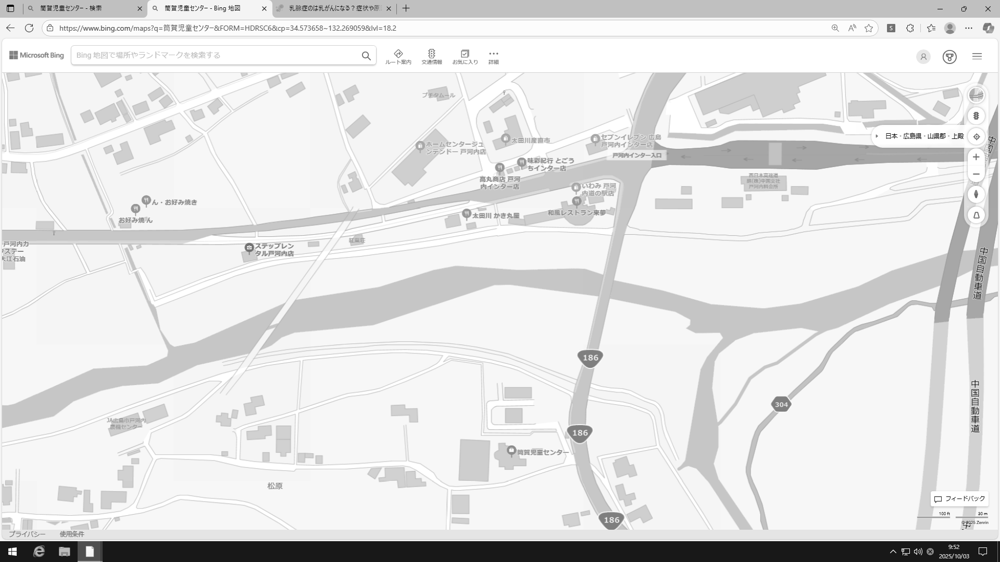 筒賀児童センター - 検索
筒賀児童センター - Bing 地図
乳腺症のは乳がんになる？症状や原
https://www.bing.com/maps?q=筒賀児童センター&FORM=HDRSC6&cp=34.573658~132.269059&lvl=18.2
Microsoft Bing
Bing 地図で場所やランドマークを検索する
ルート案内
交通情報
お気に入り
詳細
プチタムール
太田川産直市
セブンイレブン 広島
戸河内インター店
日本・広島県・山県郡・上殿
ホームセンタージュ
ンテンドー 戸河内店
戸河内インター入口
味彩紀行 とごう
ちインター店
高丸商店 戸河
内インター店
西日本高速道
路(株)中国支社
戸河内料金所
いわみ 戸河
内道の駅店
ん・お好み焼き
お好み焼 ん
太田川 かき丸屋
和風レストラン来夢
戸河内カ
大江石油
ステップレン
タル戸河内店
紅葉荘
中国自動車道
186
304
中国自動車道
JA広島市戸河内
農機センター
186
筒賀児童センター
松原
186
フィードバック
100 ft
30 m
© 2025 Zenrin
プライバシー
使用条件
9:52
2025/10/03